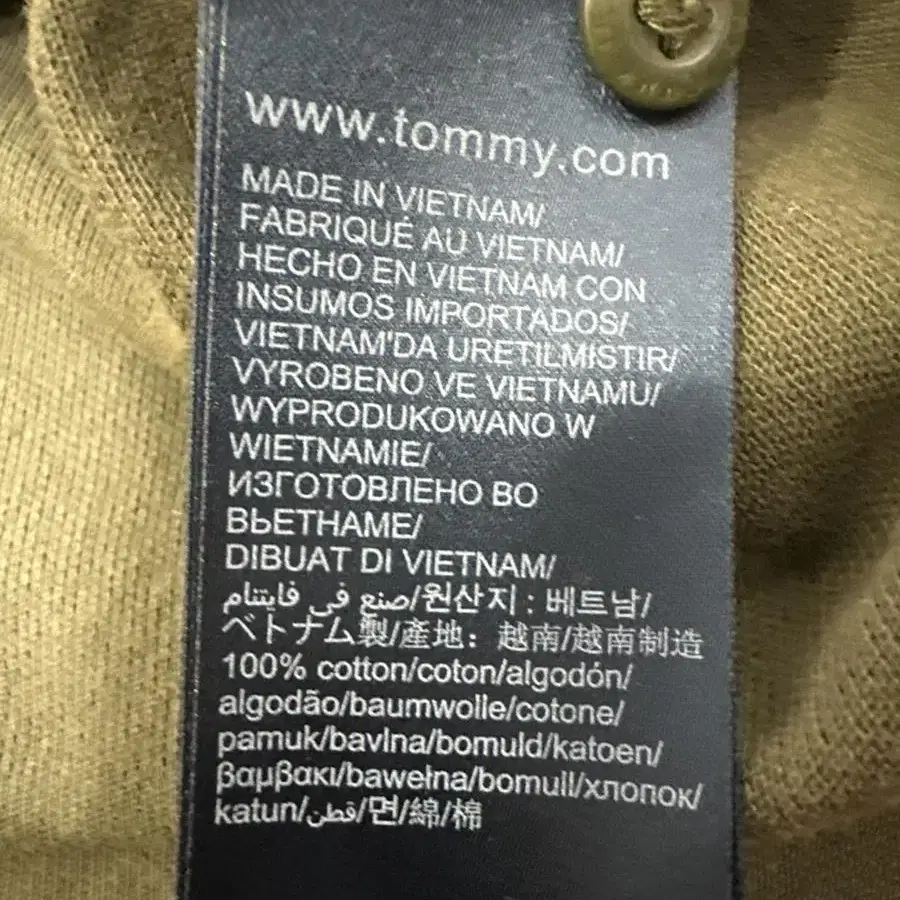 www.tommy.com
MADE IN VIETNAM/
FABRIQUÉ AU VIETNAM/
HECHO EN VIETNAM CON
INSUMOS IMPORTADOS/
VIETNAM'DA URETILMISTIR/
VYROBENO VE VIETNAMU/
WYPRODUKOWANO W
WIETNAMIE/
ИЗГОТОВЛЕНО ВО
ВЬЕТНАМЕ/
DIBUAT DI VIETNAM/
صنع في فايتنام/원산지 : 베트남/
ベトナム製/產地：越南/越南制造
100% cotton/coton/algodón/
algodão/baumwolle/cotone/
pamuk/bavlna/bomuld/katoen/
βαμβακι/bawełna/bomull/хлопок/
katun/قطن/면/綿/棉